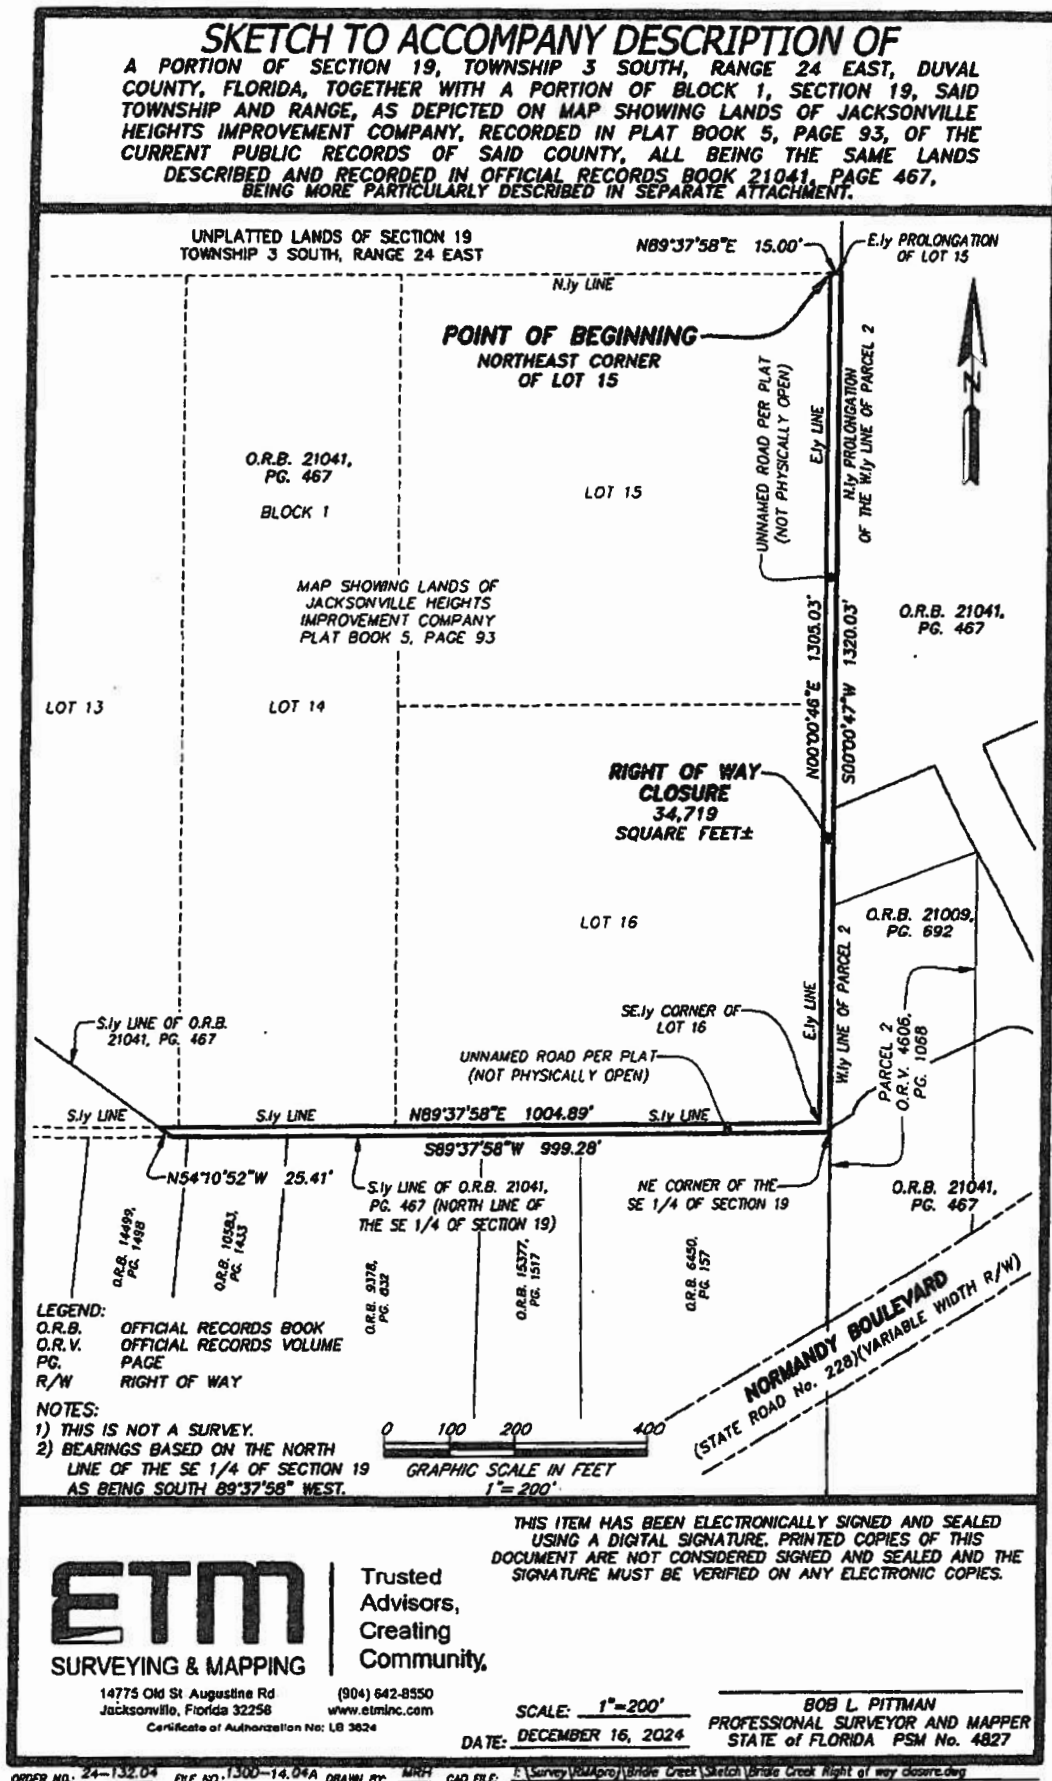 SKETCH TO ACCOMPANY DESCRIPTION OF
A PORTION OF SECTION 19, TOWNSHIP 3 SOUTH, RANGE 24 EAST, DUVAL
COUNTY, FLORIDA, TOGETHER WITH A PORTION OF BLOCK 1, SECTION 19, SAID
TOWNSHIP AND RANGE, AS DEPICTED ON MAP SHOWING LANDS OF JACKSONVILLE
HEIGHTS IMPROVEMENT COMPANY, RECORDED IN PLAT BOOK 5, PAGE 93, OF THE
CURRENT PUBLIC RECORDS OF SAID COUNTY, ALL BEING THE SAME LANDS
DESCRIBED AND RECORDED IN OFFICIAL RECORDS BOOK 21041, PAGE 467,
BEING MORE PARTICULARLY DESCRIBED IN SEPARATE ATTACHMENT.
UNPLATTED LANDS OF SECTION 19
TOWNSHIP 3 SOUTH, RANGE 24 EAST
N89°37'58"E 15.00'
E.ly PROLONGATION
OF LOT 15
N.ly LINE
POINT OF BEGINNING
NORTHEAST CORNER
OF LOT 15
UNNAMED ROAD PER PLAT
(NOT PHYSICALLY OPEN)
E.ly LINE
N.ly PROLONGATION
OF THE W.ly LINE OF PARCEL 2
N
O.R.B. 21041,
PG. 467
BLOCK 1
LOT 15
MAP SHOWING LANDS OF
JACKSONVILLE HEIGHTS
IMPROVEMENT COMPANY
PLAT BOOK 5, PAGE 93
O.R.B. 21041,
PG. 467
N00°00'46"E 1305.03'
S00°00'47"W 1320.03'
LOT 13
LOT 14
RIGHT OF WAY
CLOSURE
34,719
SQUARE FEET±
LOT 16
O.R.B. 21009,
PG. 692
E.ly LINE
W.ly LINE OF PARCEL 2
PARCEL 2
O.R.V. 4606,
PG. 1068
S.ly LINE OF O.R.B.
21041, PG. 467
SE.ly CORNER OF
LOT 16
UNNAMED ROAD PER PLAT
(NOT PHYSICALLY OPEN)
S.ly LINE
S.ly LINE
N89°37'58"E 1004.89'
S.ly LINE
S89°37'58"W 999.28'
N54°10'52"W 25.41'
S.ly LINE OF O.R.B. 21041,
PG. 467 (NORTH LINE OF
THE SE 1/4 OF SECTION 19)
NE CORNER OF THE
SE 1/4 OF SECTION 19
O.R.B. 21041,
PG. 467
O.R.B. 14499,
PG. 1498
O.R.B. 10583,
PG. 1433
O.R.B. 9378,
PG. 632
O.R.B. 15377,
PG. 1517
O.R.B. 6450,
PG. 157
NORMANDY BOULEVARD
(STATE ROAD No. 228)(VARIABLE WIDTH R/W)
LEGEND:
O.R.B. OFFICIAL RECORDS BOOK
O.R.V. OFFICIAL RECORDS VOLUME
PG. PAGE
R/W RIGHT OF WAY
NOTES:
1) THIS IS NOT A SURVEY.
2) BEARINGS BASED ON THE NORTH
LINE OF THE SE 1/4 OF SECTION 19
AS BEING SOUTH 89°37'58" WEST.
0 100 200 400
GRAPHIC SCALE IN FEET
1"=200'
THIS ITEM HAS BEEN ELECTRONICALLY SIGNED AND SEALED
USING A DIGITAL SIGNATURE. PRINTED COPIES OF THIS
DOCUMENT ARE NOT CONSIDERED SIGNED AND SEALED AND THE
SIGNATURE MUST BE VERIFIED ON ANY ELECTRONIC COPIES.
ETM
SURVEYING & MAPPING
Trusted
Advisors,
Creating
Community.
14775 Old St Augustine Rd
Jacksonville, Florida 32258
(904) 642-8550
www.etminc.com
Certificate of Authorization No: LB 3624
SCALE: 1"=200'
DATE: DECEMBER 16, 2024
BOB L. PITTMAN
PROFESSIONAL SURVEYOR AND MAPPER
STATE of FLORIDA PSM No. 4827
ORDER NO.: 24-132.04 FILE NO.: 130D-14.04A DRAWN BY: MRH CAD FILE: I:\Survey\RMApro\Bridle Creek\Sketch\Bridle Creek Right of way closure.dwg